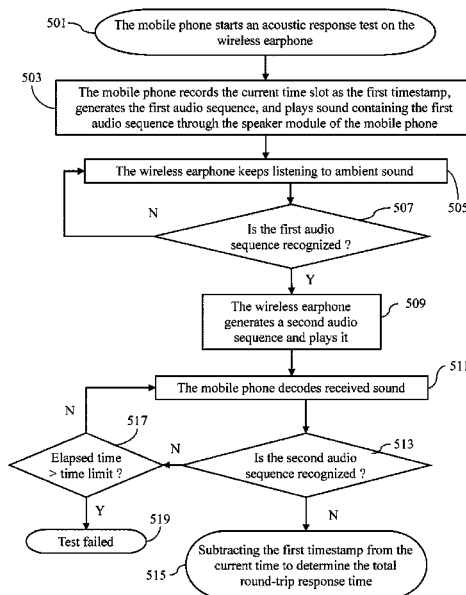 501
The mobile phone starts an acoustic response test on the
wireless earphone
503
The mobile phone records the current time slot as the first timestamp,
generates the first audio sequence, and plays sound containing the first
audio sequence through the speaker module of the mobile phone
The wireless earphone keeps listening to ambient sound
505
N
507
Is the first audio
sequence recognized ?
Y
The wireless earphone
generates a second audio
sequence and plays it
509
511
The mobile phone decodes received sound
N
517
Elapsed time
> time limit ?
N
513
Is the second audio
sequence recognized ?
Y
N
Test failed
519
Subtracting the first timestamp from the
current time to determine the total
round-trip response time
515